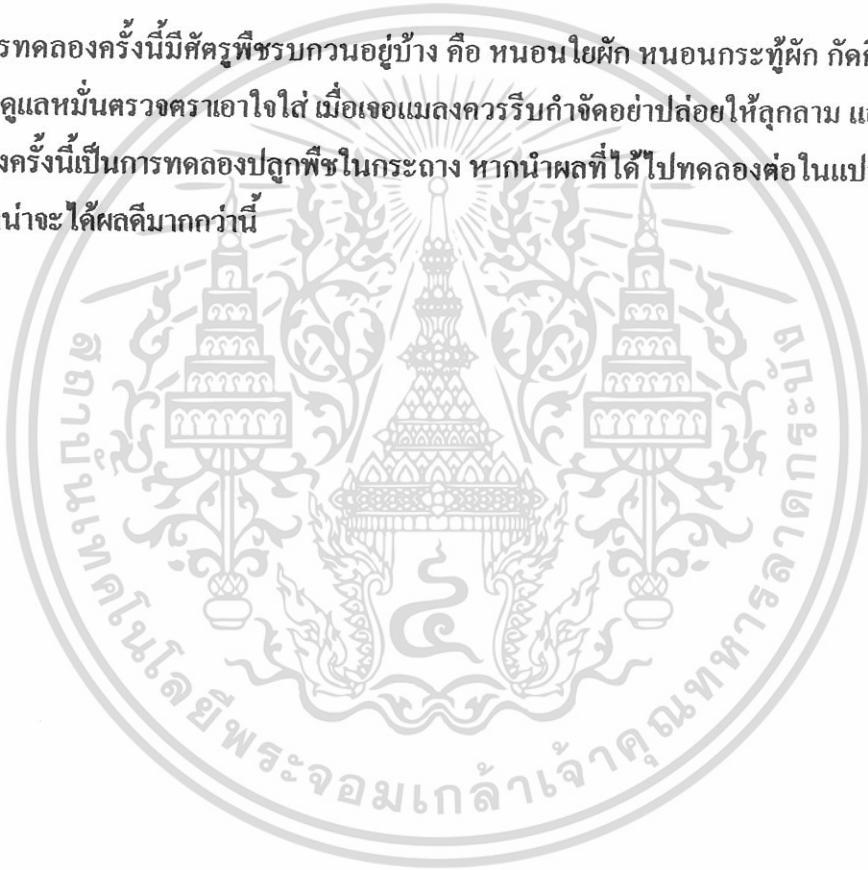 รทดลองครั้งนี้มีศัตรูพืชรบกวนอยู่บ้าง คือ หนอนใยผัก หนอนกระทู้ผัก กัดก
ดูแลหมั่นตรวจตราเอาใจใส่ เมื่อเจอแมลงควรรีบกำจัดอย่าปล่อยให้ลุกลาม แ
งครั้งนี้เป็นการทดลองปลูกพืชในกระถาง หากนำผลที่ได้ไปทดลองต่อในแป
น่าจะได้ผลดีมากกว่านี้
สถาบันเทคโนโลยีพระจอมเกล้าเจ้าคุณทหารลาดกระบัง
๔